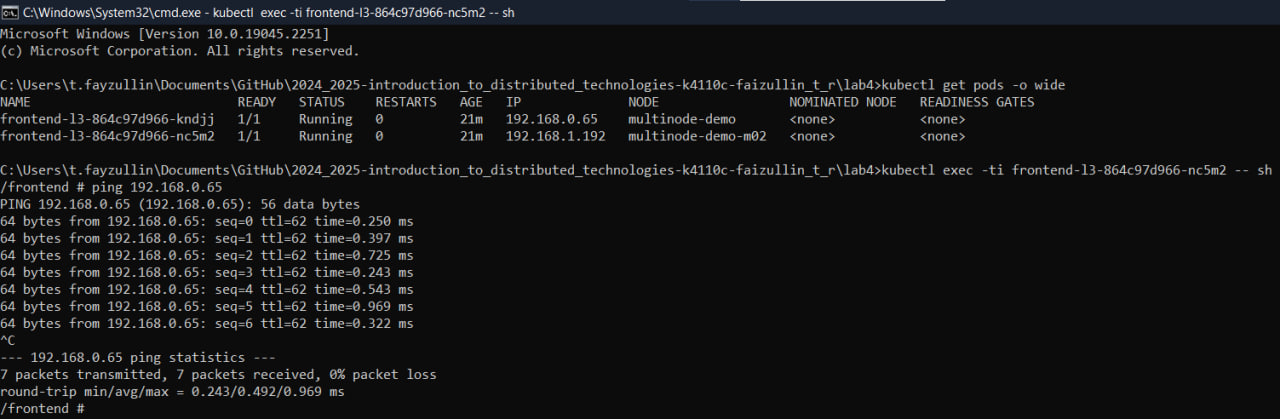 C:\Windows\System32\cmd.exe - kubectl  exec -ti frontend-l3-864c97d966-nc5m2 -- sh
Microsoft Windows [Version 10.0.19045.2251]
(c) Microsoft Corporation. All rights reserved.
C:\Users\t.fayzullin\Documents\GitHub\2024_2025-introduction_to_distributed_technologies-k4110c-faizullin_t_r\lab4>kubectl get pods -o wide
NAME                           READY   STATUS    RESTARTS   AGE   IP              NODE                 NOMINATED NODE   READINESS GATES
frontend-l3-864c97d966-kndjj   1/1     Running   0          21m   192.168.0.65    multinode-demo       <none>           <none>
frontend-l3-864c97d966-nc5m2   1/1     Running   0          21m   192.168.1.192   multinode-demo-m02   <none>           <none>
C:\Users\t.fayzullin\Documents\GitHub\2024_2025-introduction_to_distributed_technologies-k4110c-faizullin_t_r\lab4>kubectl exec -ti frontend-l3-864c97d966-nc5m2 -- sh
/frontend # ping 192.168.0.65
PING 192.168.0.65 (192.168.0.65): 56 data bytes
64 bytes from 192.168.0.65: seq=0 ttl=62 time=0.250 ms
64 bytes from 192.168.0.65: seq=1 ttl=62 time=0.397 ms
64 bytes from 192.168.0.65: seq=2 ttl=62 time=0.725 ms
64 bytes from 192.168.0.65: seq=3 ttl=62 time=0.243 ms
64 bytes from 192.168.0.65: seq=4 ttl=62 time=0.543 ms
64 bytes from 192.168.0.65: seq=5 ttl=62 time=0.969 ms
64 bytes from 192.168.0.65: seq=6 ttl=62 time=0.322 ms
^C
--- 192.168.0.65 ping statistics ---
7 packets transmitted, 7 packets received, 0% packet loss
round-trip min/avg/max = 0.243/0.492/0.969 ms
/frontend #